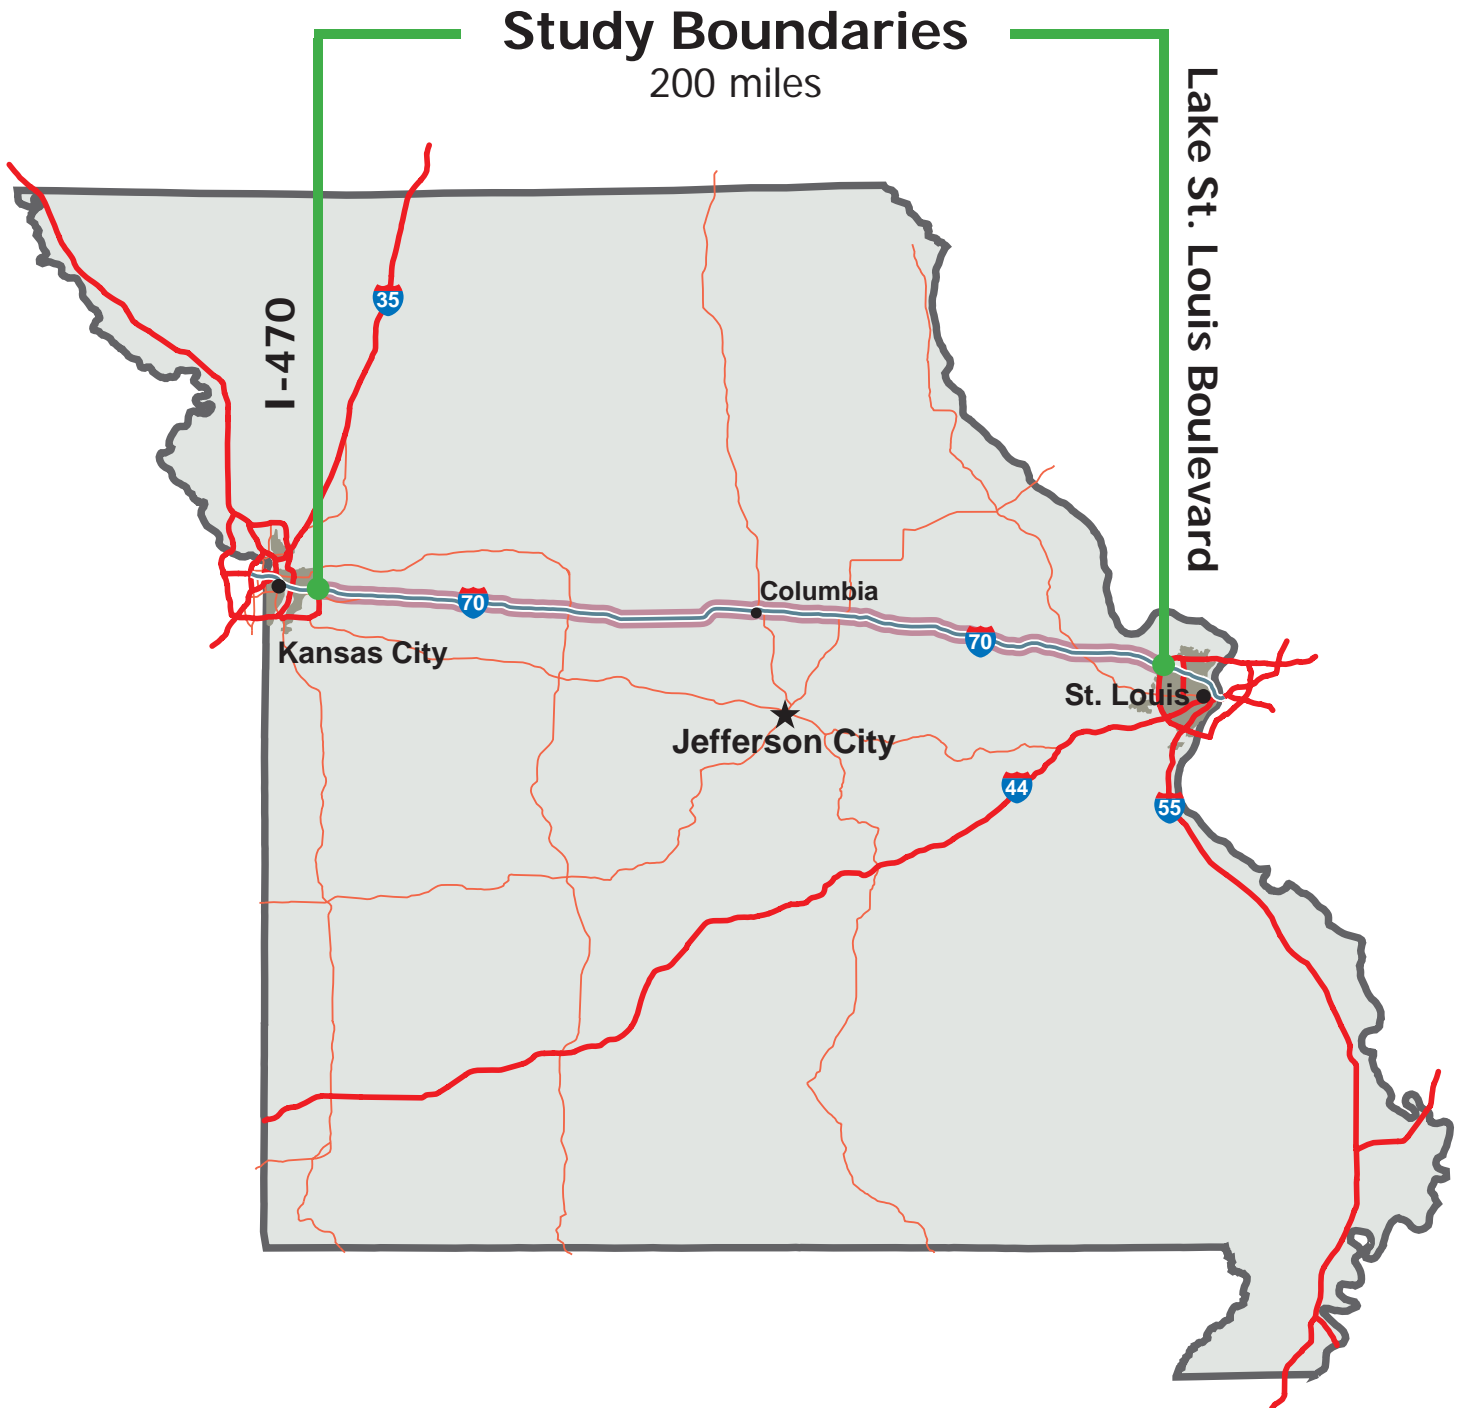 Study Boundaries
200 miles
Lake St. Louis Boulevard
I-470
35
70
Columbia
70
Kansas City
St. Louis
Jefferson City
44
55